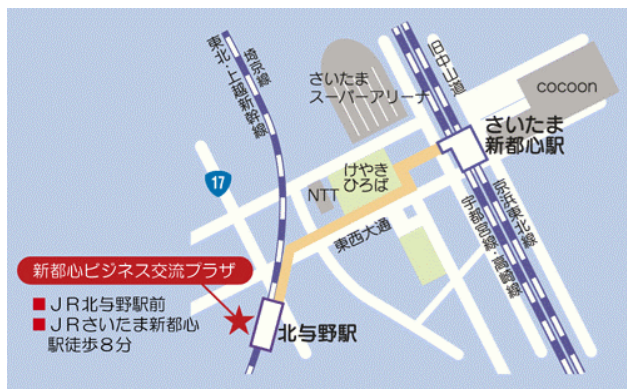 東北・上越新幹線
埼京線
旧中山道
cocoon
さいたま
スーパーアリーナ
さいたま
新都心駅
けやき
ひろば
17
NTT
東西大通
宇都宮線・高崎線
京浜東北線
新都心ビジネス交流プラザ
■ＪＲ北与野駅前
■ＪＲさいたま新都心
駅徒歩８分
北与野駅